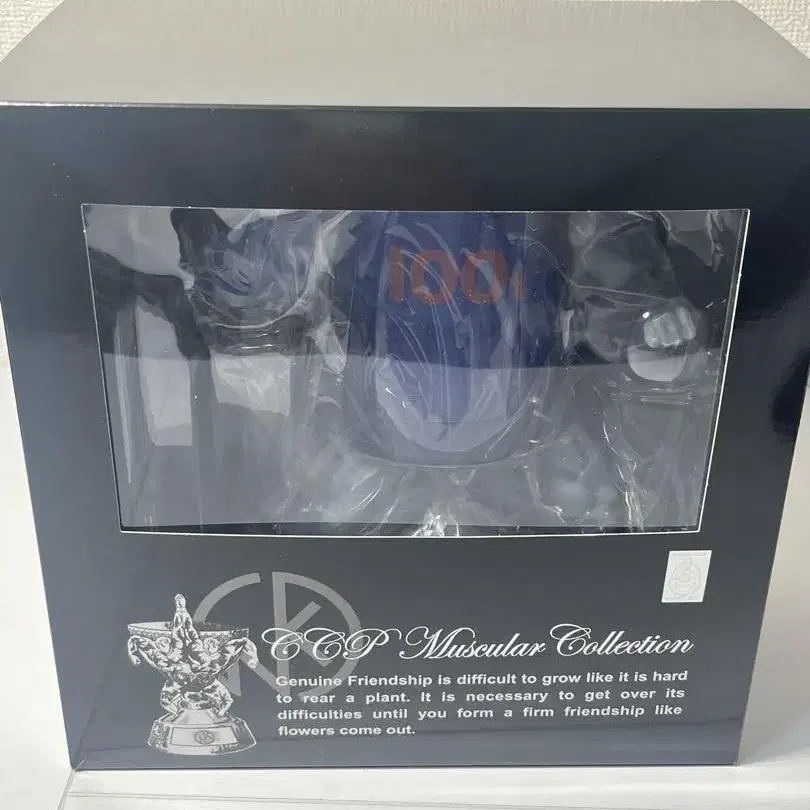 100
CCP Muscular Collection
Genuine Friendship is difficult to grow like it is hard
to rear a plant. It is necessary to get over its
difficulties until you form a firm friendship like
flowers come out.